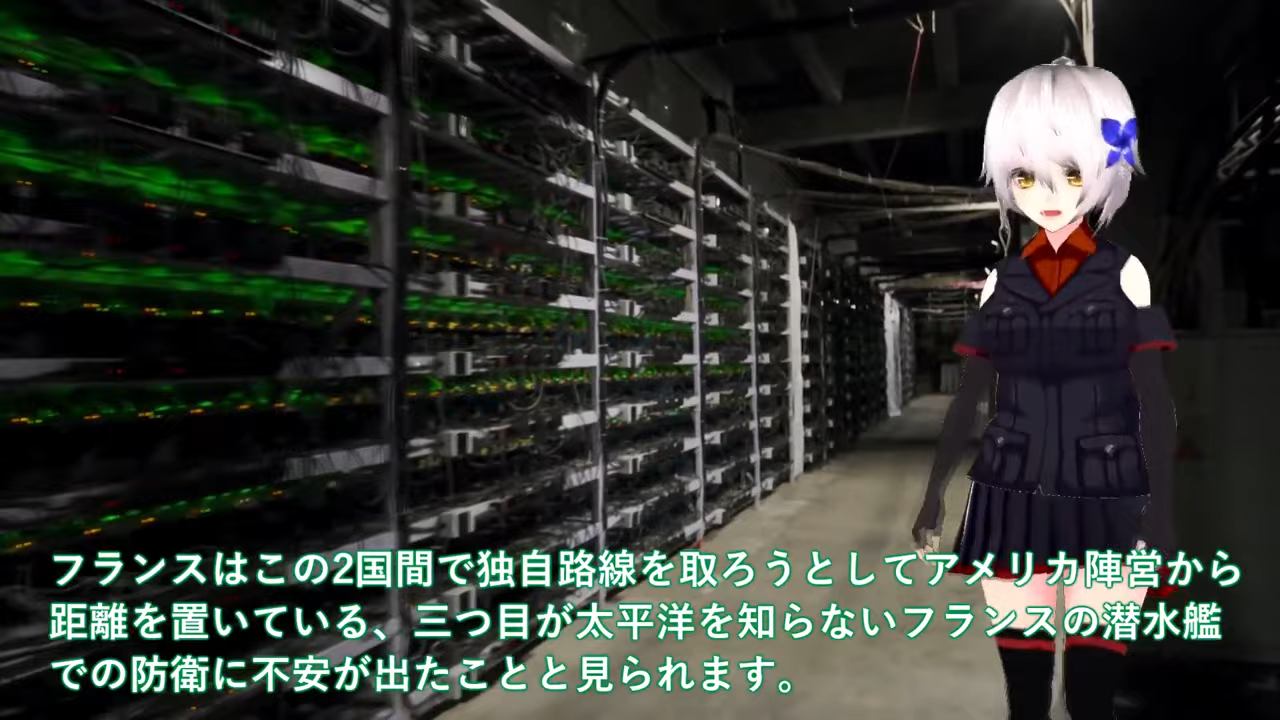 フランスはこの2国間で独自路線を取ろうとしてアメリカ陣営から
距離を置いている、三つ目が太平洋を知らないフランスの潜水艦
での防衛に不安が出たことと見られます。